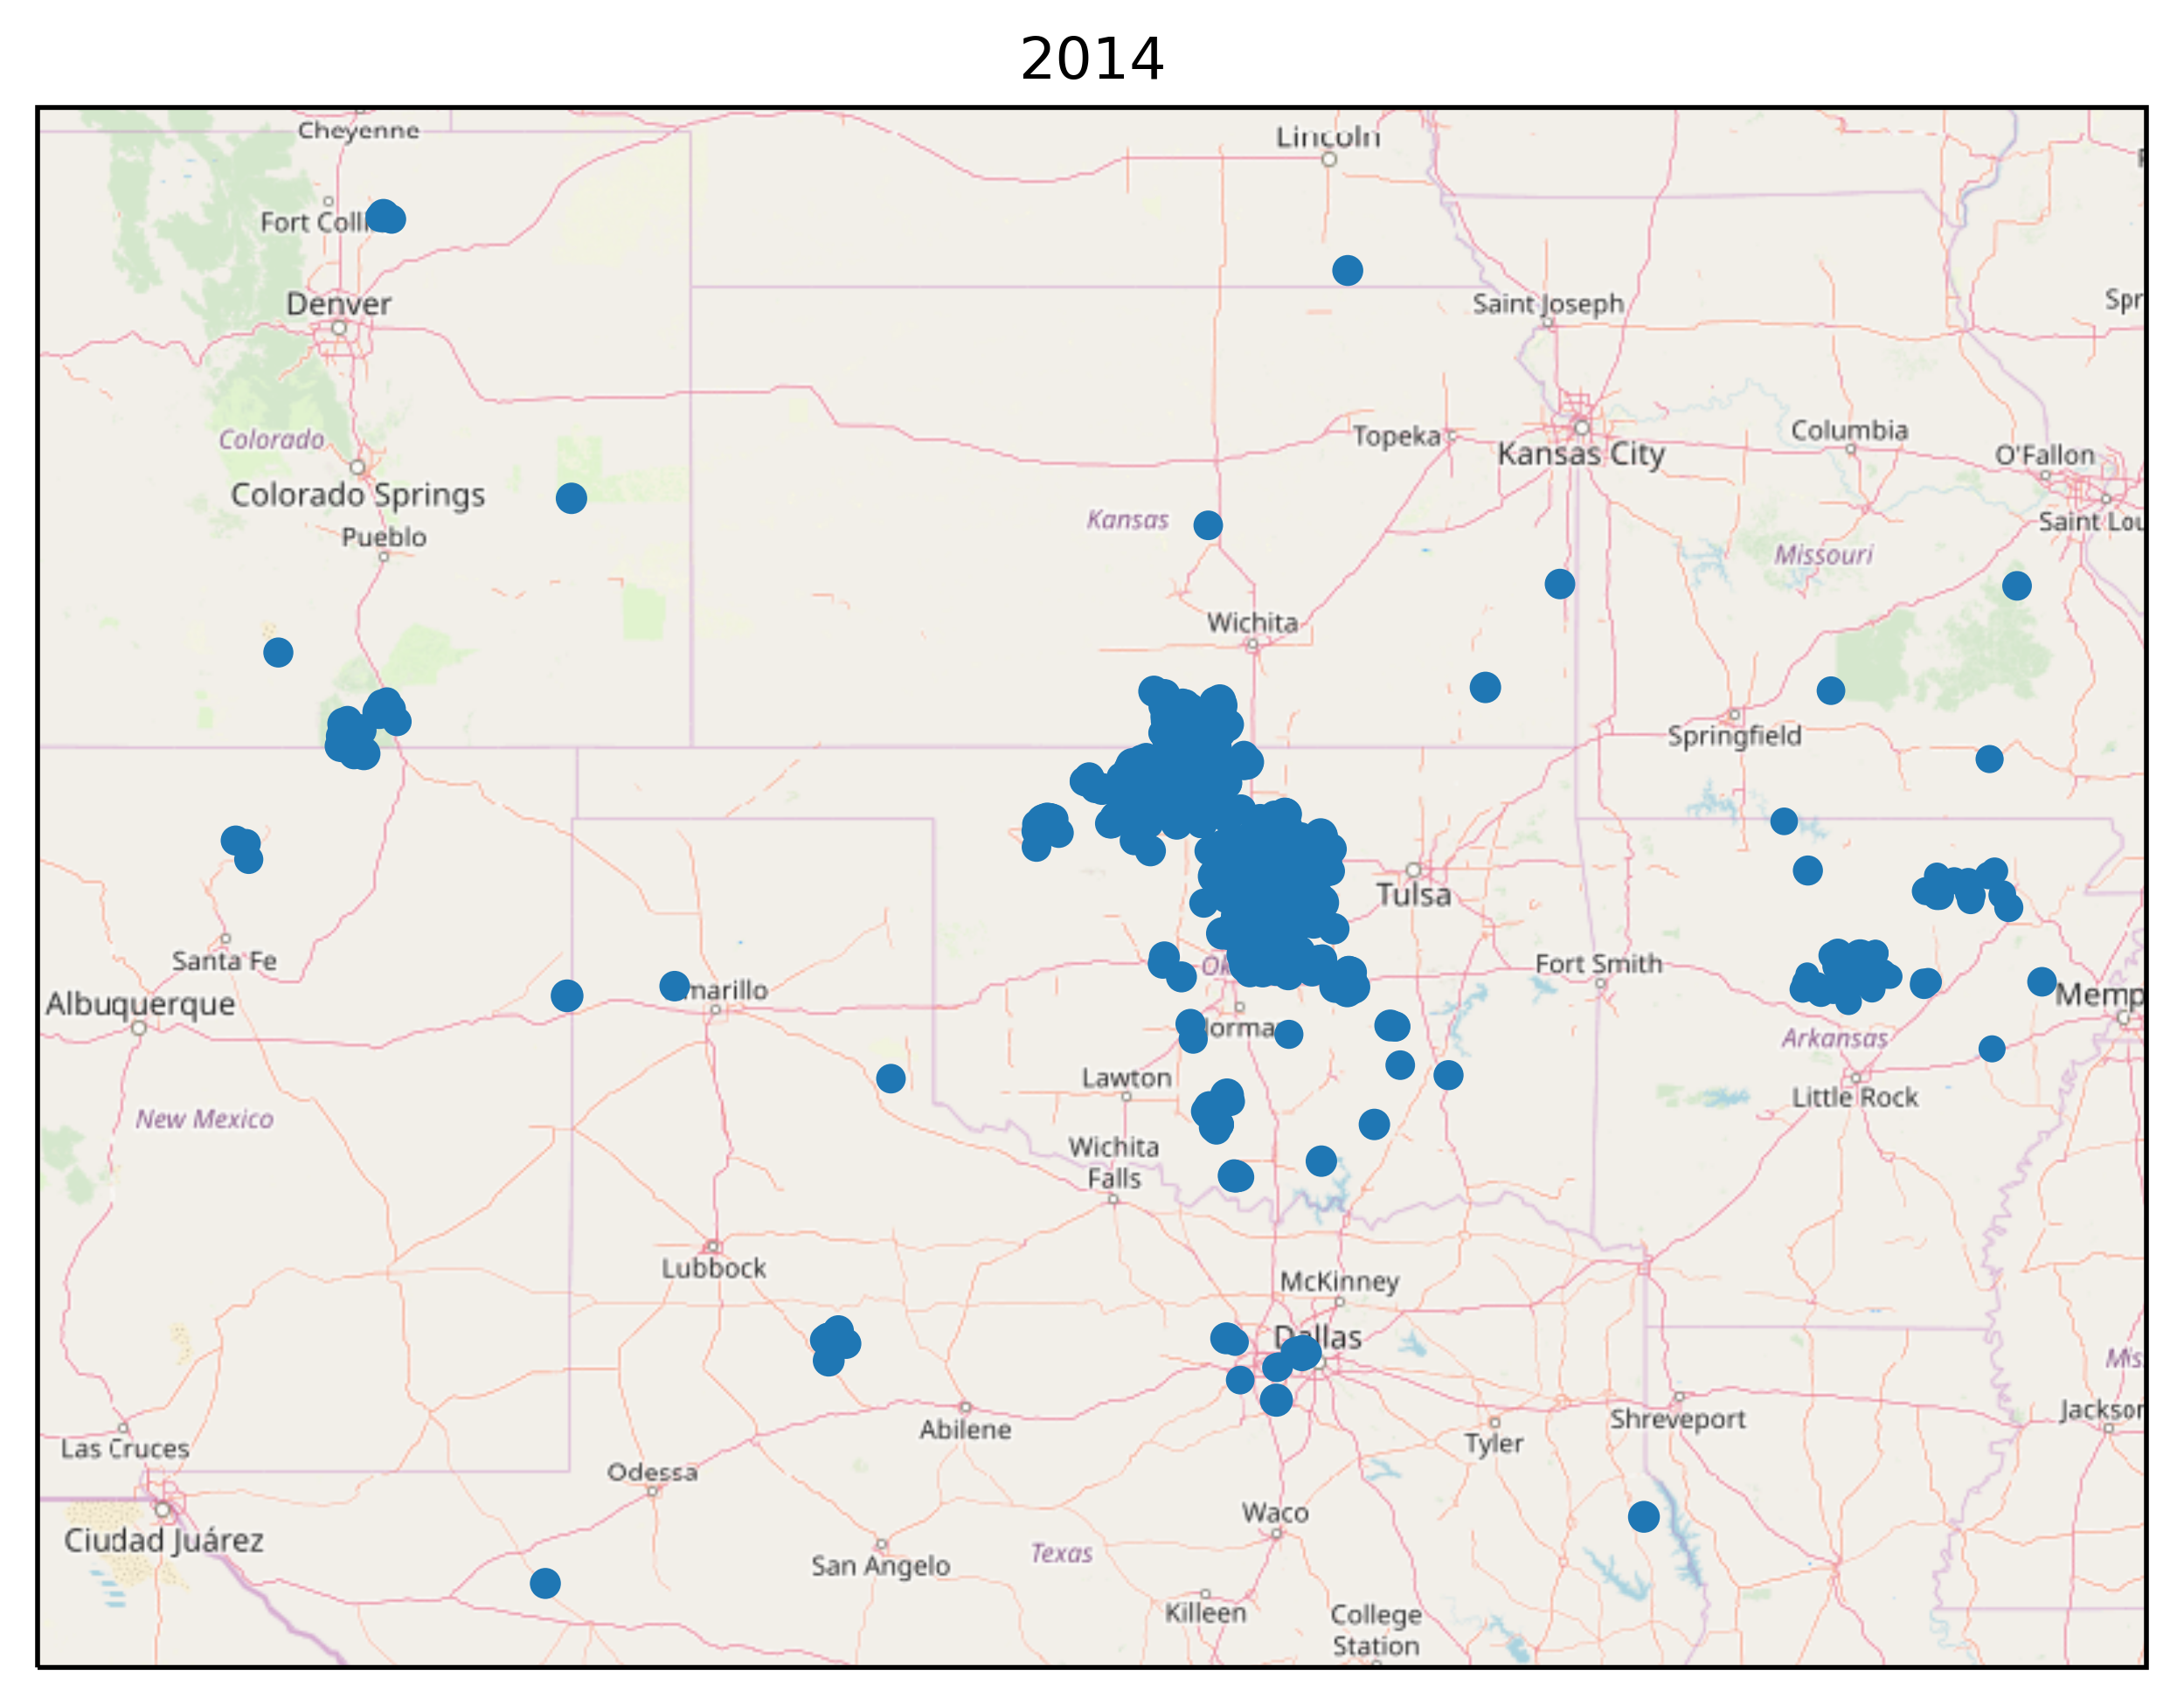 2014
Cheyenne
Lincoln
Fort Colli
Denver
Saint Joseph
Spr
Colorado
Topeka
Kansas City
Columbia
O'Fallon
Colorado Springs
Kansas
Saint Lou
Pueblo
Missouri
Wichita
Springfield
Tulsa
Santa Fe
Ok
Fort Smith
Albuquerque
marillo
Memp
Norma
Arkansas
Lawton
Little Rock
New Mexico
Wichita
Falls
Lubbock
McKinney
Dallas
Mis
Abilene
Shreveport
Jackson
Las Cruces
Tyler
Odessa
Waco
Ciudad Juárez
San Angelo
Texas
Killeen
College
Station